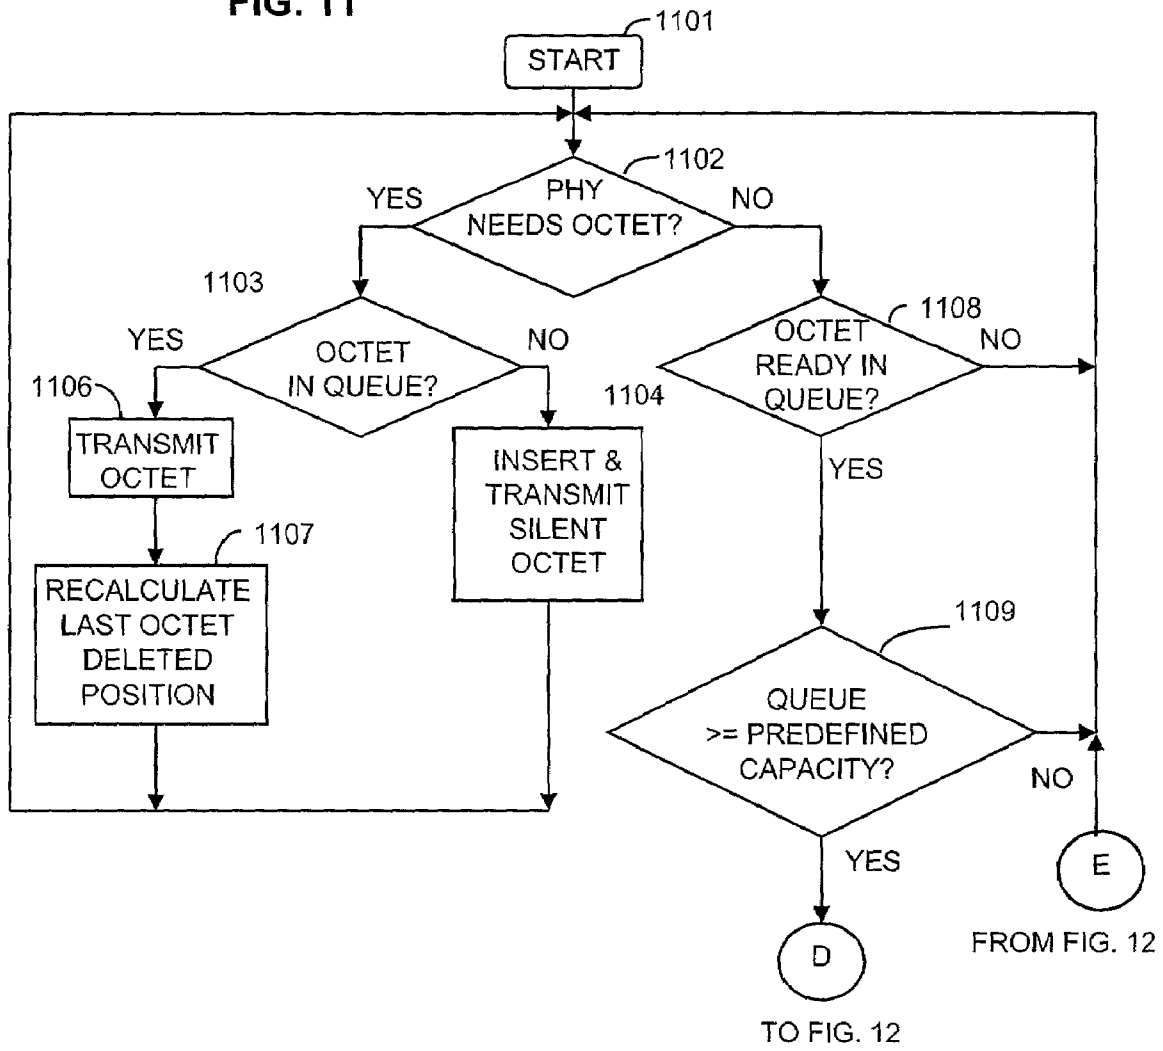 FIG. 11
1101
START
1102
PHY
NEEDS OCTET?
YES
NO
1103
OCTET
IN QUEUE?
YES
NO
1108
OCTET
READY IN
QUEUE?
NO
YES
1106
TRANSMIT
OCTET
1104
INSERT &
TRANSMIT
SILENT
OCTET
1107
RECALCULATE
LAST OCTET
DELETED
POSITION
1109
QUEUE
>= PREDEFINED
CAPACITY?
NO
YES
E
FROM FIG. 12
D
TO FIG. 12